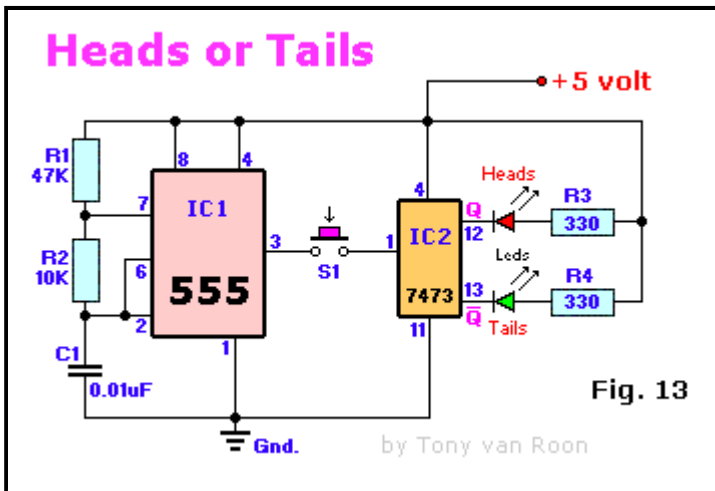 Heads or Tails
+5 volt
R1
47K
8
4
7
IC1
R2
10K
6
555
3
S1
2
1
C1
0.01uF
Gnd.
4
1
IC2
7473
11
Q
12
13
Q̅
Heads
Leds
Tails
R3
330
R4
330
Fig. 13
by Tony van Roon